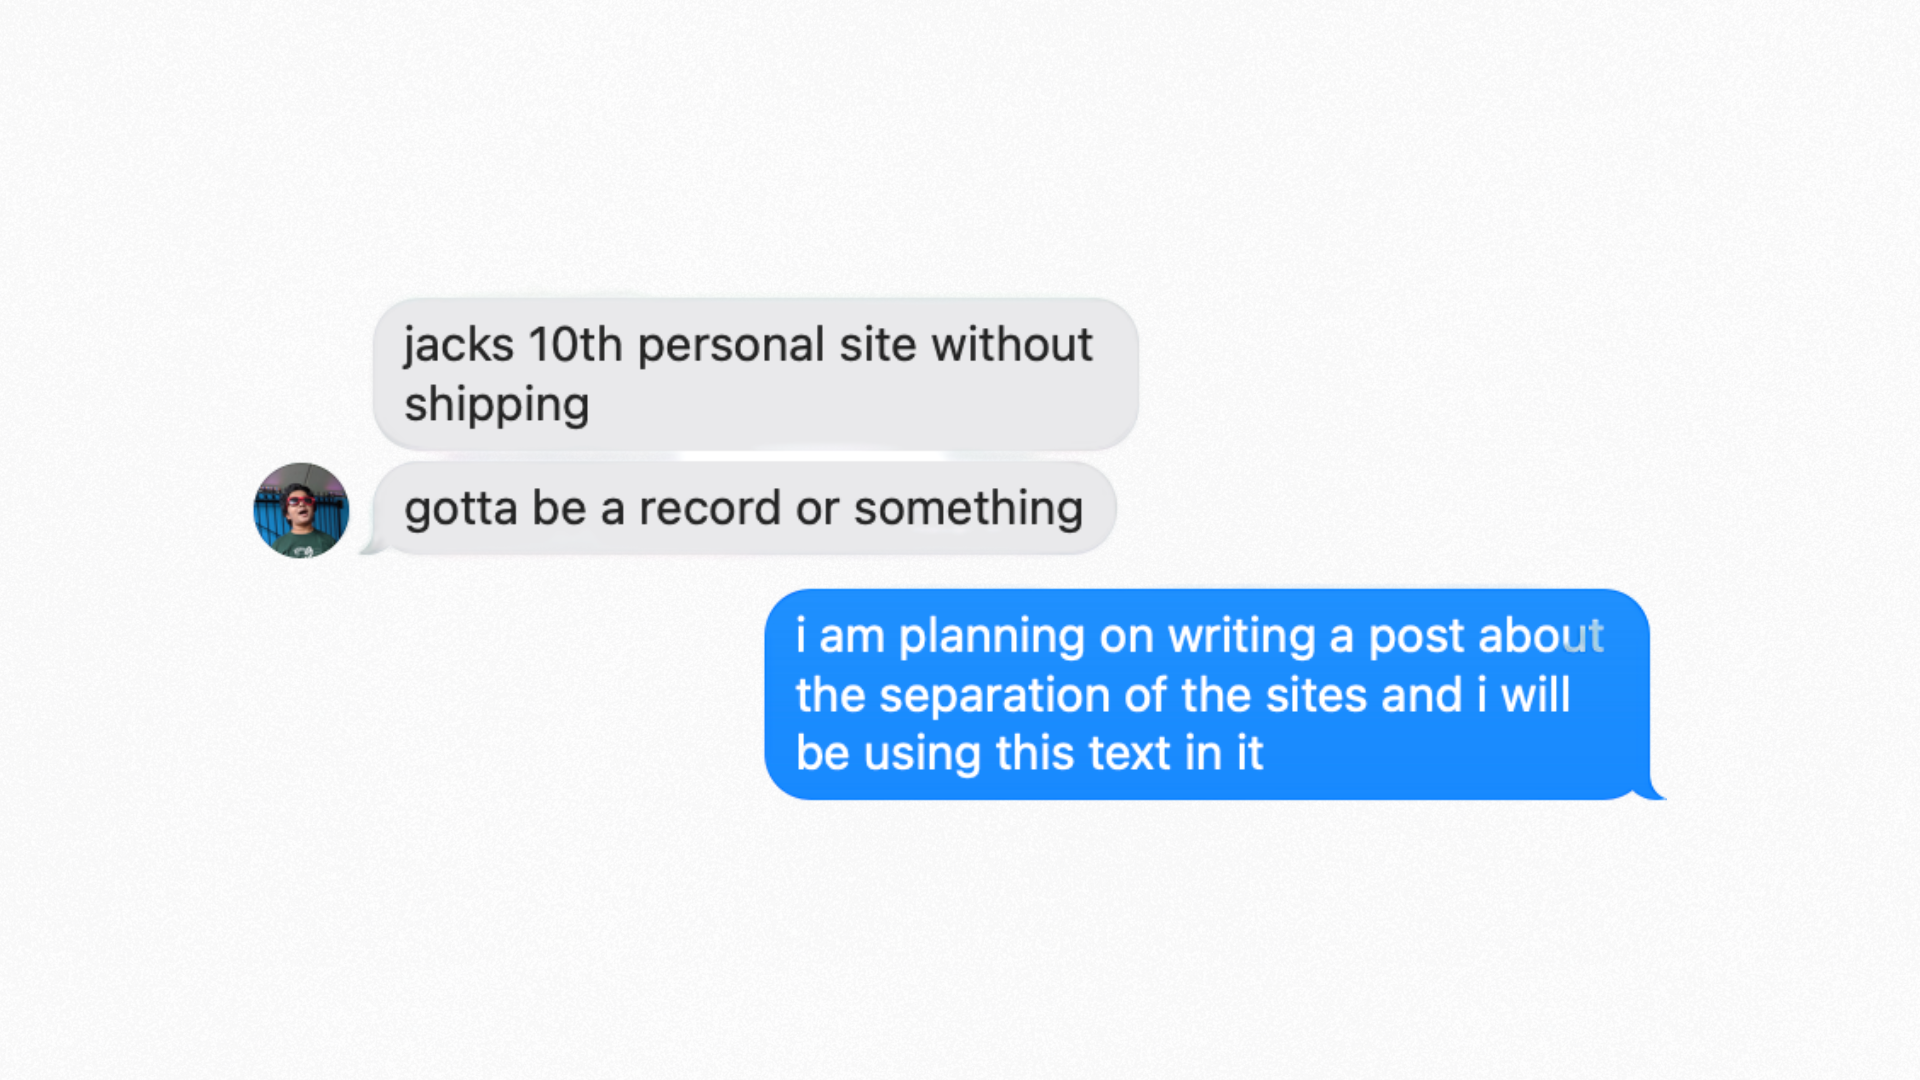 jacks 10th personal site without
shipping
gotta be a record or something
i am planning on writing a post about
the separation of the sites and i will
be using this text in it